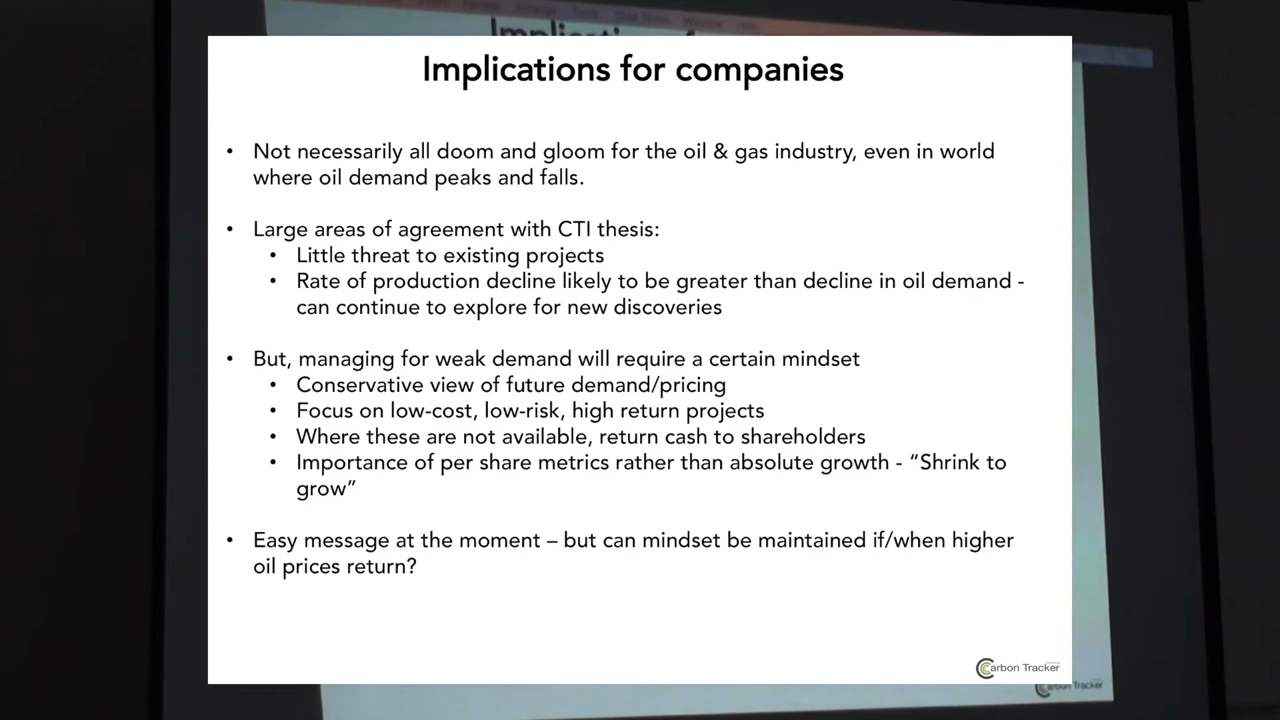 Implications for companies
• Not necessarily all doom and gloom for the oil & gas industry, even in world
where oil demand peaks and falls.
• Large areas of agreement with CTI thesis:
• Little threat to existing projects
• Rate of production decline likely to be greater than decline in oil demand -
can continue to explore for new discoveries
• But, managing for weak demand will require a certain mindset
• Conservative view of future demand/pricing
• Focus on low-cost, low-risk, high return projects
• Where these are not available, return cash to shareholders
• Importance of per share metrics rather than absolute growth - “Shrink to
grow”
• Easy message at the moment – but can mindset be maintained if/when higher
oil prices return?
Carbon Tracker
Carbon Tracker